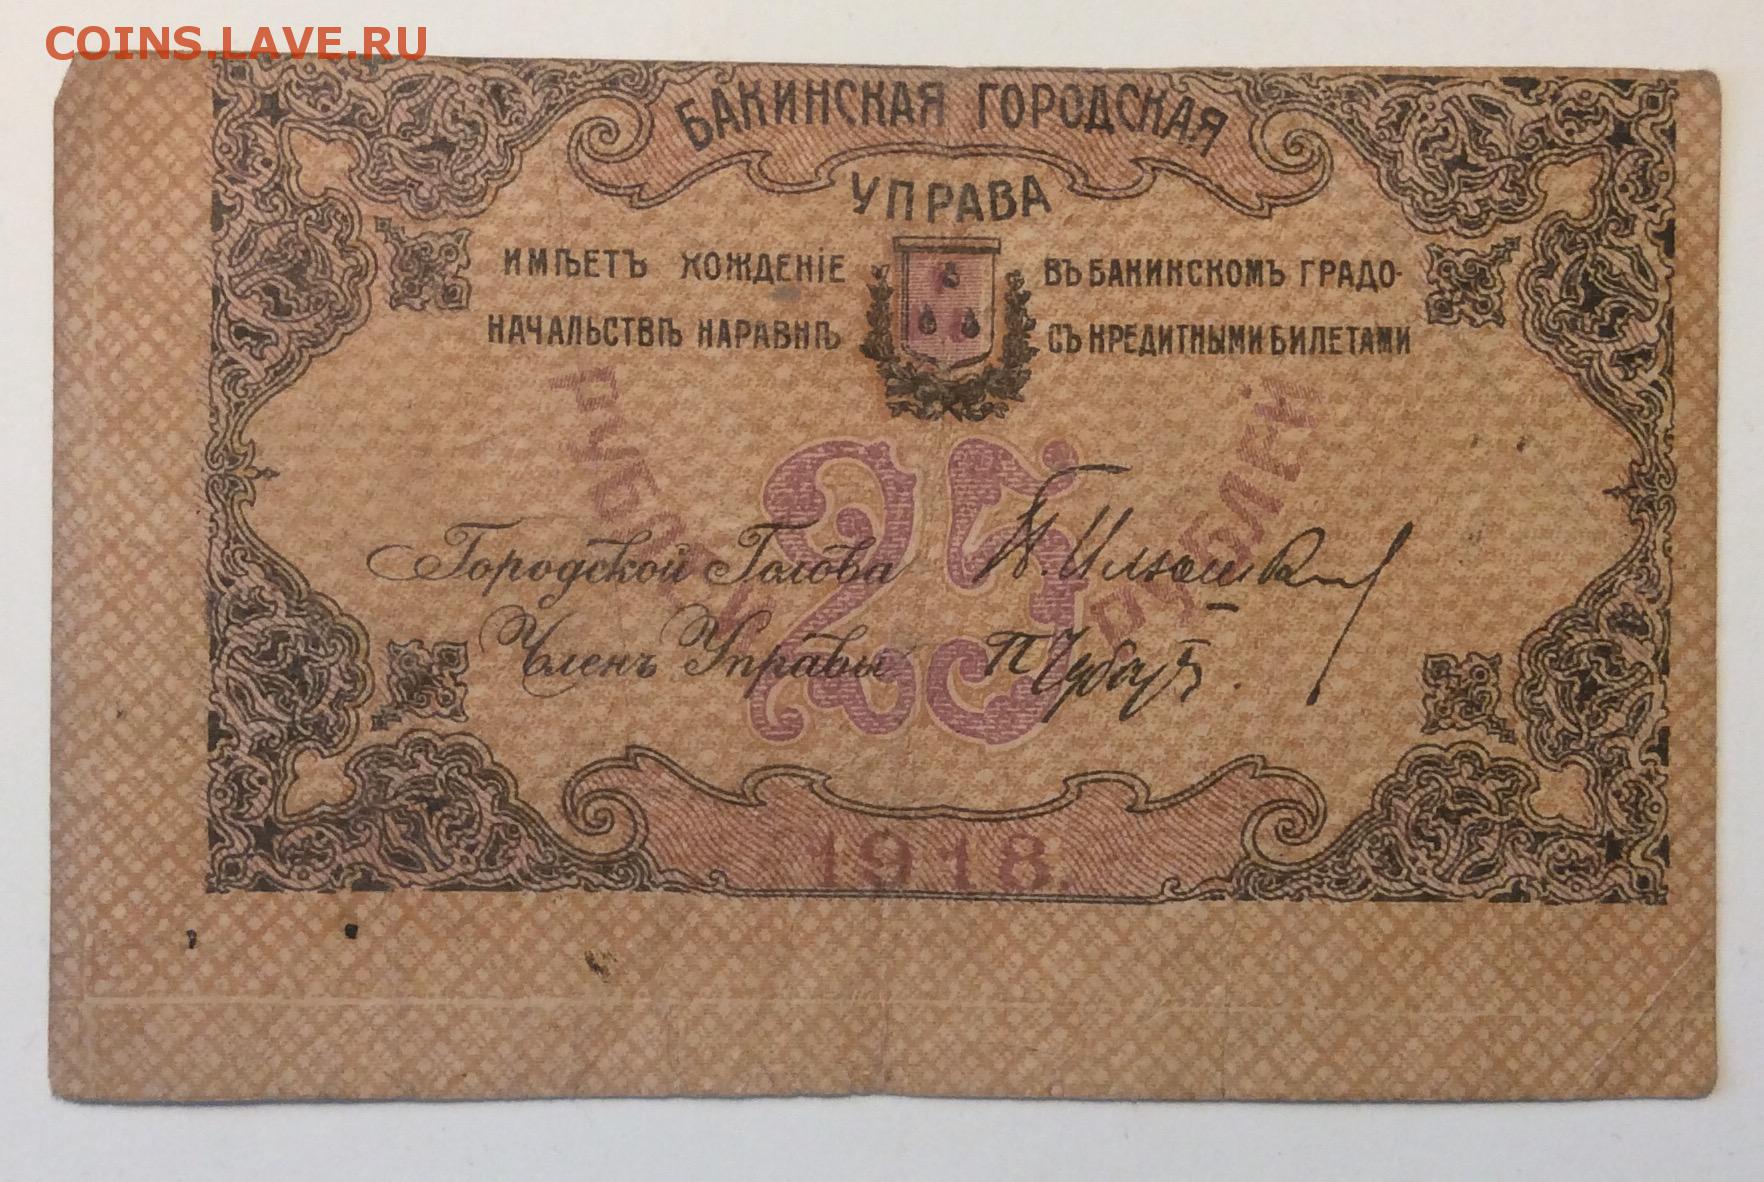 COINS.LAVE.RU
БАКИНСКАЯ ГОРОДСКАЯ
УПРАВА
ИМѢЕТЪ ХОЖДЕНІЕ ВЪ БАКИНСКОМЪ ГРАДО-
НАЧАЛЬСТВѢ НАРАВНѢ СЪ КРЕДИТНЫМИ БИЛЕТАМИ
РУБЛЕЙ 25 РУБЛЕЙ
Городской Голова
Членъ Управы
1918.